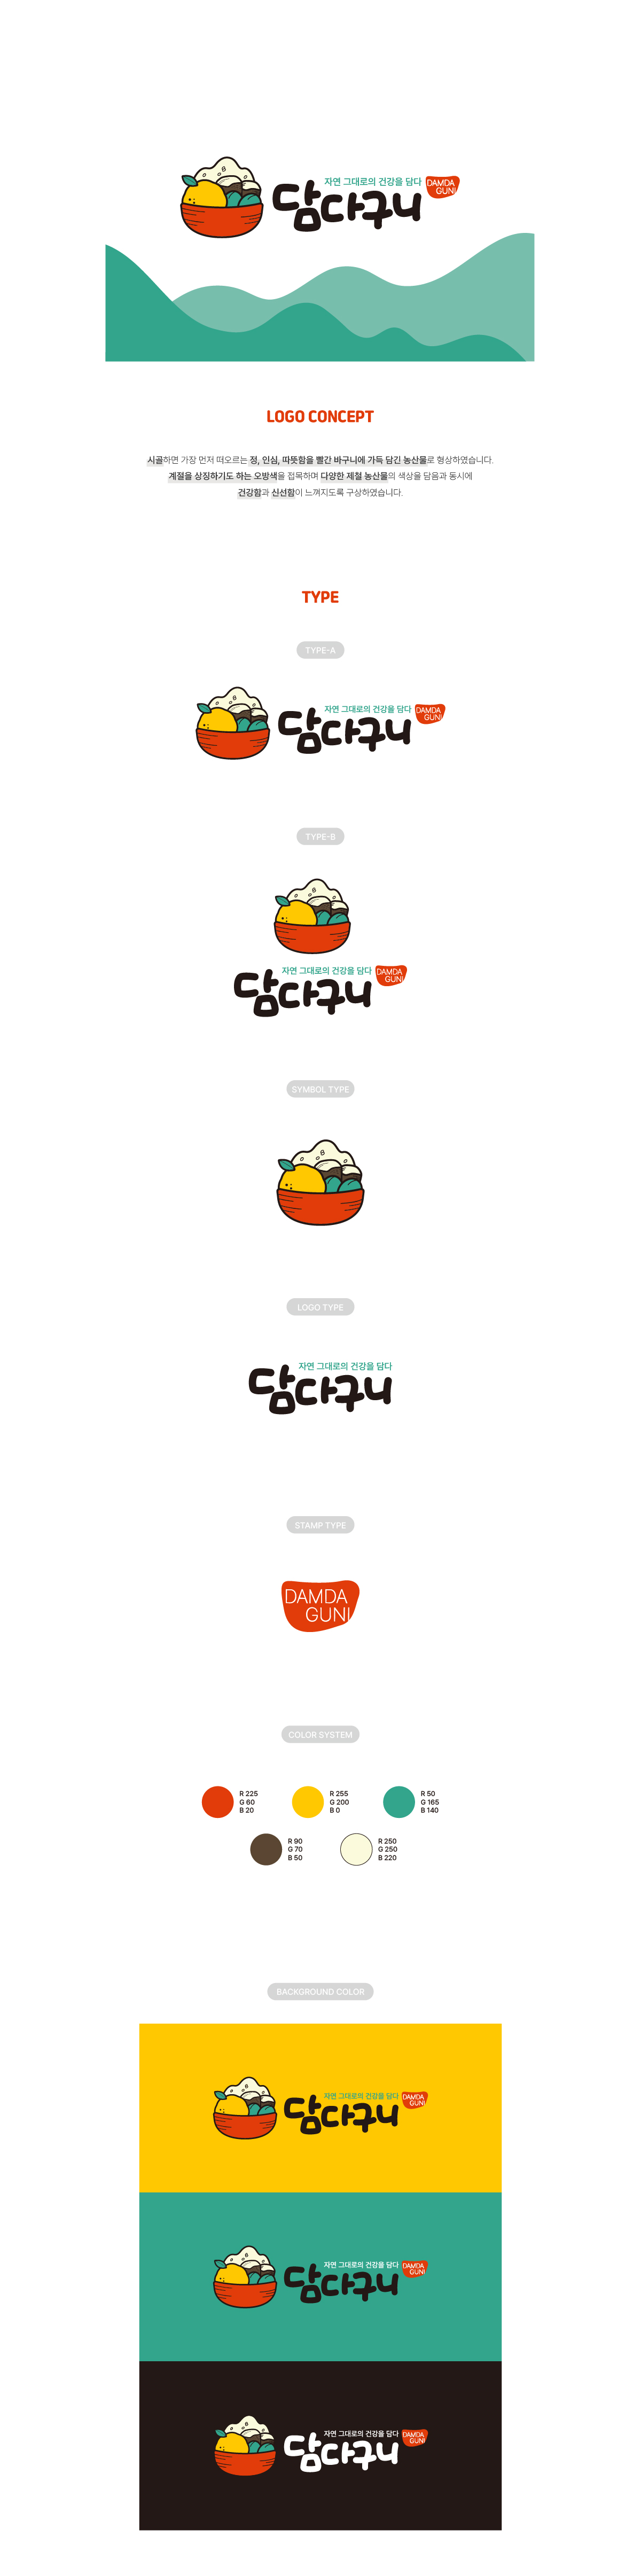 자연 그대로의 건강을 담다
담다구니
DAMDA
GUNI
LOGO CONCEPT
시골하면 가장 먼저 떠오르는 정, 인심, 따뜻함을 빨간 바구니에 가득 담긴 농산물로 형상하였습니다.
계절을 상징하기도 하는 오방색을 접목하며 다양한 제철 농산물의 색상을 담음과 동시에
건강함과 신선함이 느껴지도록 구상하였습니다.
TYPE
TYPE-A
자연 그대로의 건강을 담다
담다구니
DAMDA
GUNI
TYPE-B
자연 그대로의 건강을 담다
담다구니
DAMDA
GUNI
SYMBOL TYPE
LOGO TYPE
자연 그대로의 건강을 담다
담다구니
STAMP TYPE
DAMDA
GUNI
COLOR SYSTEM
R 225
G 60
B 20
R 255
G 200
B 0
R 50
G 165
B 140
R 90
G 70
B 50
R 250
G 250
B 220
BACKGROUND COLOR
자연 그대로의 건강을 담다
담다구니
DAMDA
GUNI
자연 그대로의 건강을 담다
담다구니
DAMDA
GUNI
자연 그대로의 건강을 담다
담다구니
DAMDA
GUNI